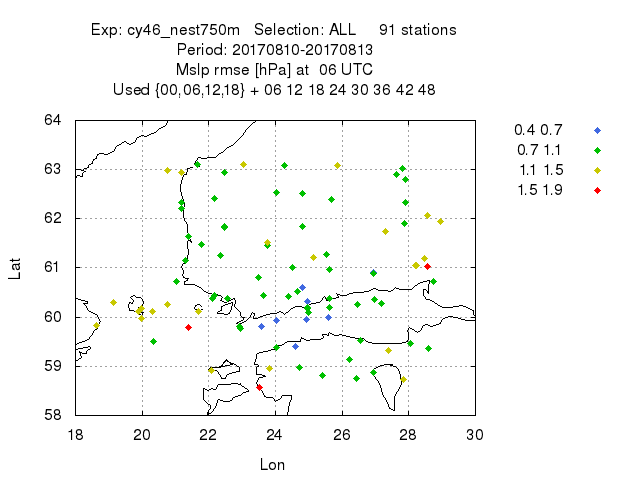 Exp: cy46_nest750m Selection: ALL 91 stations
Period: 20170810-20170813
Mslp rmse [hPa] at 06 UTC
Used {00,06,12,18} + 06 12 18 24 30 36 42 48
0.4 0.7
0.7 1.1
1.1 1.5
1.5 1.9
64
63
62
61
60
59
58
Lat
18 20 22 24 26 28 30
Lon